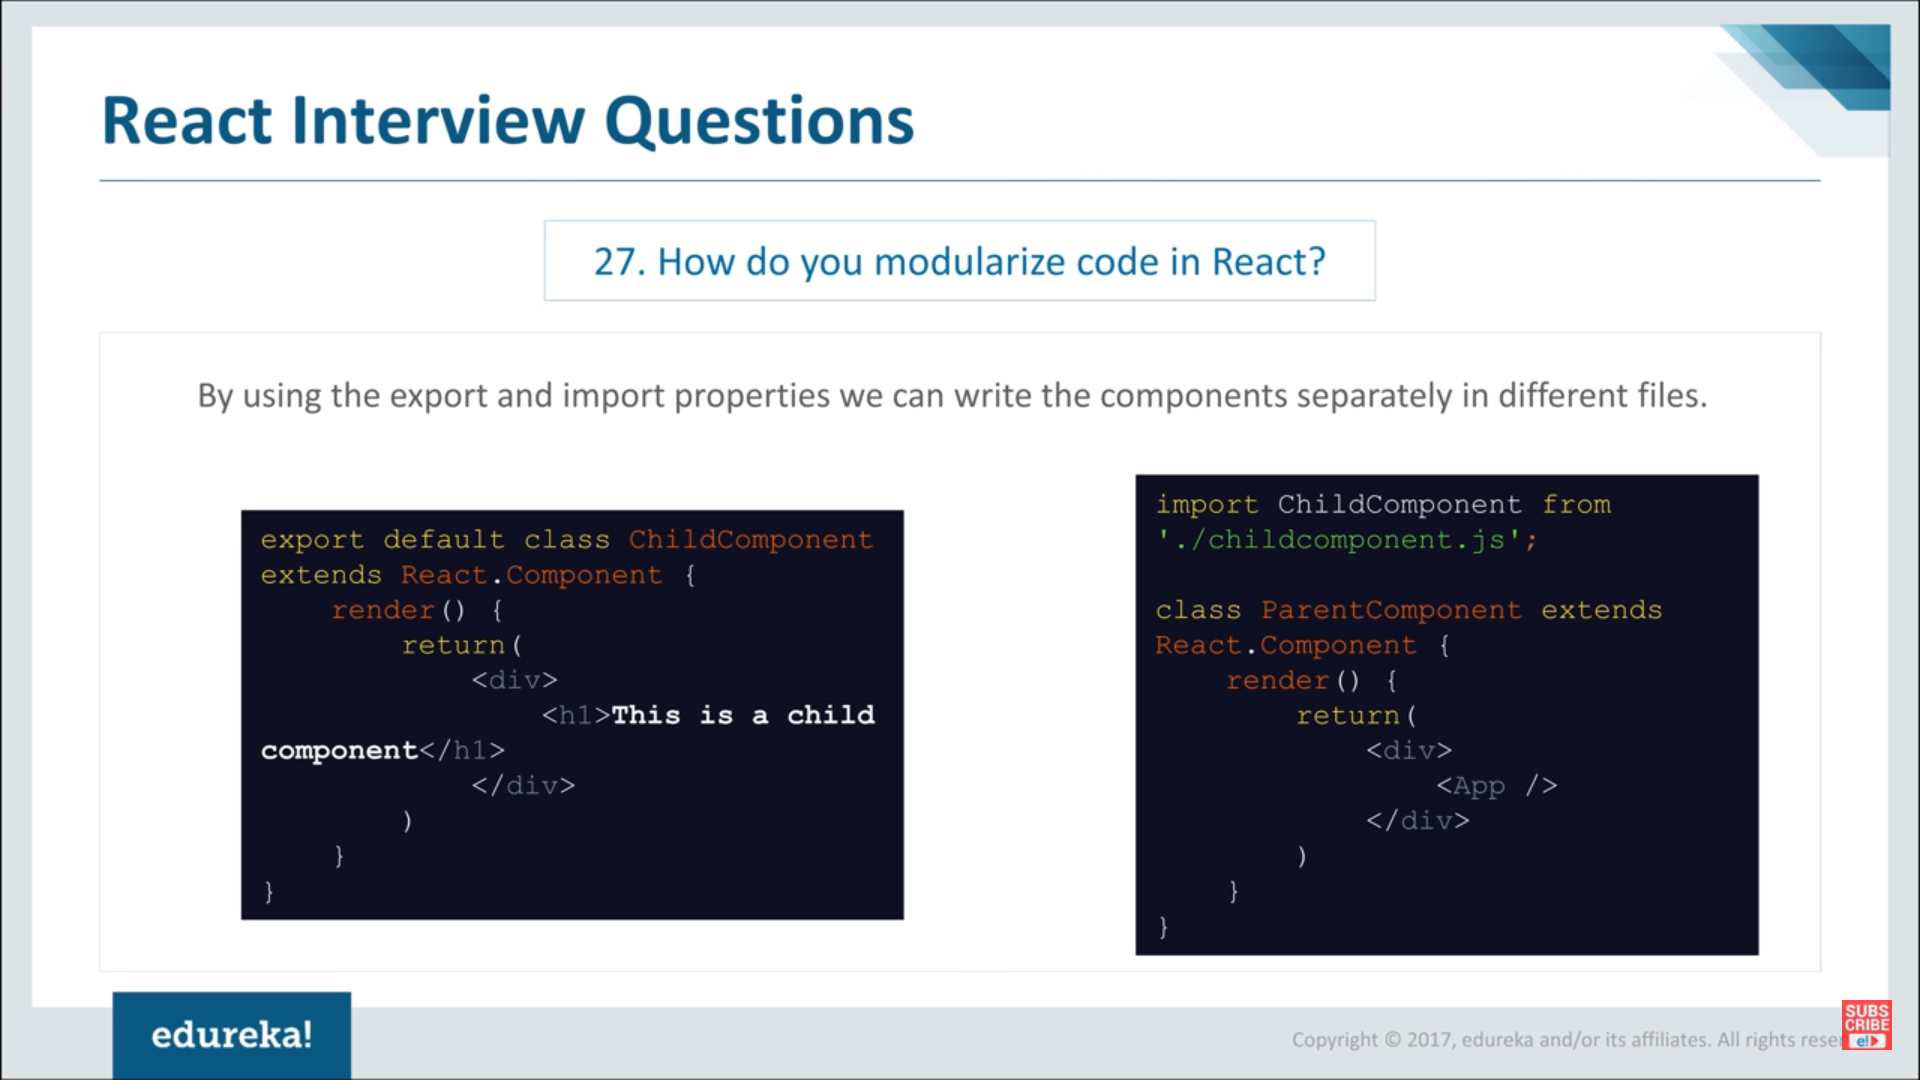 React Interview Questions
27. How do you modularize code in React?
By using the export and import properties we can write the components separately in different files.
export default class ChildComponent
extends React.Component {
render() {
return(
<div>
<h1>This is a child
component</h1>
</div>
)
}
}
import ChildComponent from
'./childcomponent.js';
class ParentComponent extends
React.Component {
render() {
return(
<div>
<App />
</div>
)
}
}
edureka!
Copyright © 2017, edureka and/or its affiliates. All rights
SUBS
CRIBE
e!